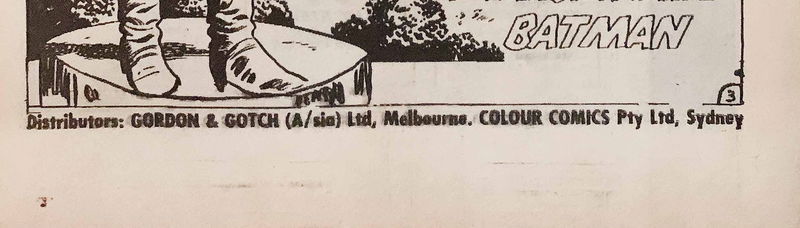 BATMAN
3
Distributors: GORDON & GOTCH (A/sia) Ltd, Melbourne. COLOUR COMICS Pty Ltd, Sydney